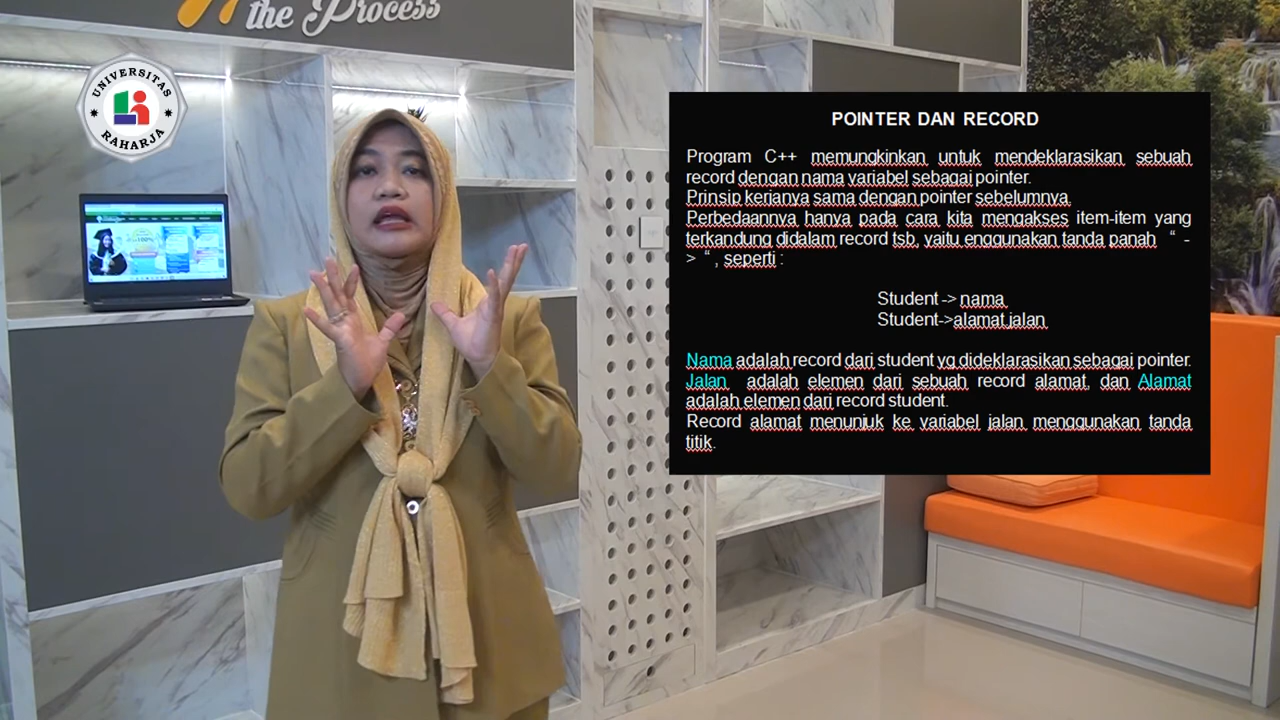 the Process
UNIVERSITAS
RAHARJA
POINTER DAN RECORD
Program C++ memungkinkan untuk mendeklarasikan sebuah
record dengan nama variabel sebagai pointer.
Prinsip kerjanya sama dengan pointer sebelumnya.
Perbedaannya hanya pada cara kita mengakses item-item yang
terkandung didalam record tsb, yaitu enggunakan tanda panah “ -
> “ , seperti :
Student -> nama
Student->alamat.jalan
Nama adalah record dari student yg dideklarasikan sebagai pointer.
Jalan adalah elemen dari sebuah record alamat, dan Alamat
adalah elemen dari record student.
Record alamat menunjuk ke variabel jalan menggunakan tanda
titik.